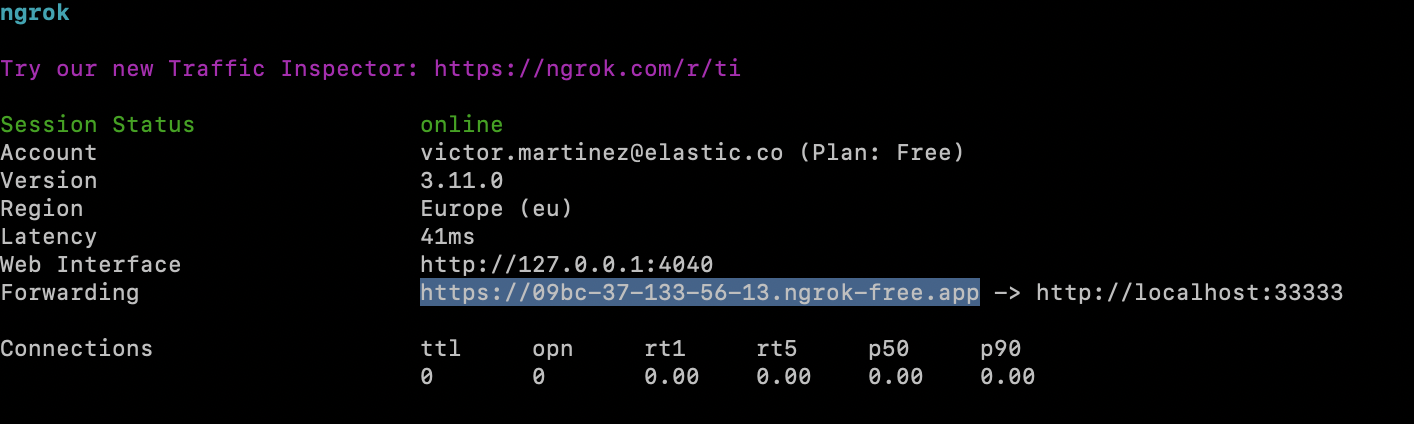 ngrok
Try our new Traffic Inspector: https://ngrok.com/r/ti
Session Status online
Account victor.martinez@elastic.co (Plan: Free)
Version 3.11.0
Region Europe (eu)
Latency 41ms
Web Interface http://127.0.0.1:4040
Forwarding https://09bc-37-133-56-13.ngrok-free.app -> http://localhost:33333
Connections ttl opn rt1 rt5 p50 p90
0 0 0.00 0.00 0.00 0.00